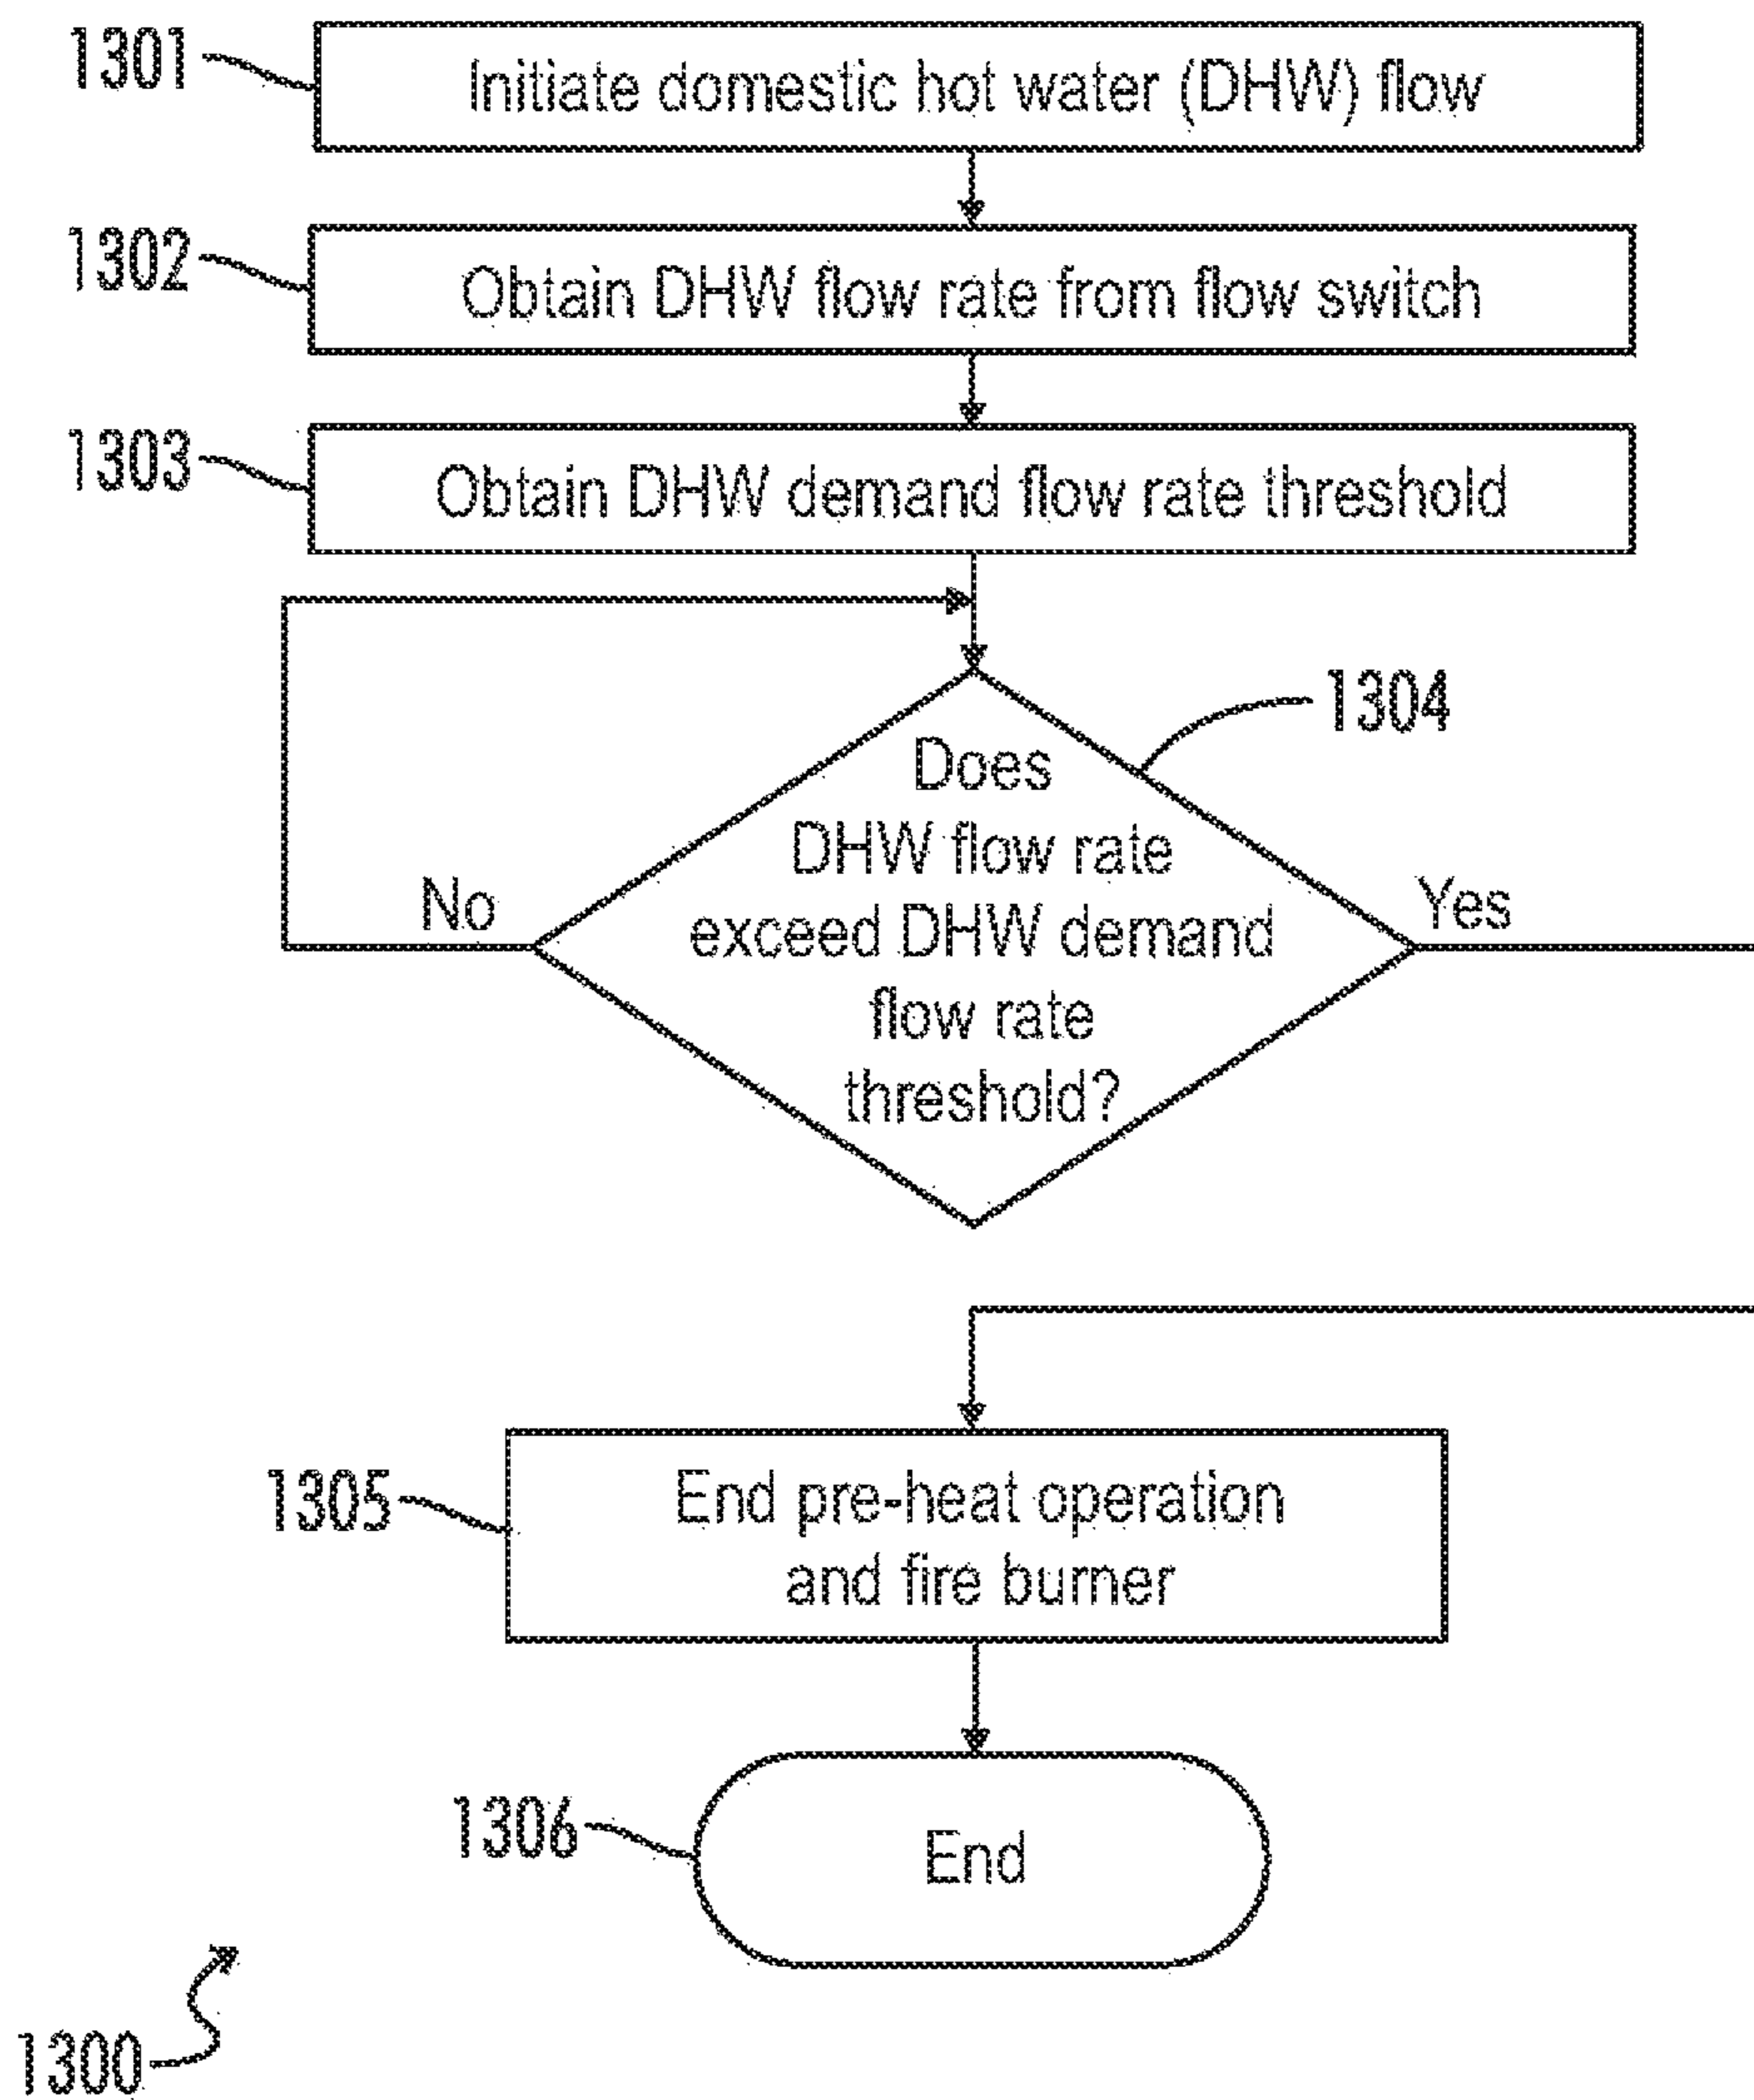 1301
Initiate domestic hot water (DHW) flow
1302
Obtain DHW flow rate from flow switch
1303
Obtain DHW demand flow rate threshold
1304
Does
DHW flow rate
exceed DHW demand
flow rate
threshold?
No
Yes
1305
End pre-heat operation
and fire burner
1306
End
1300